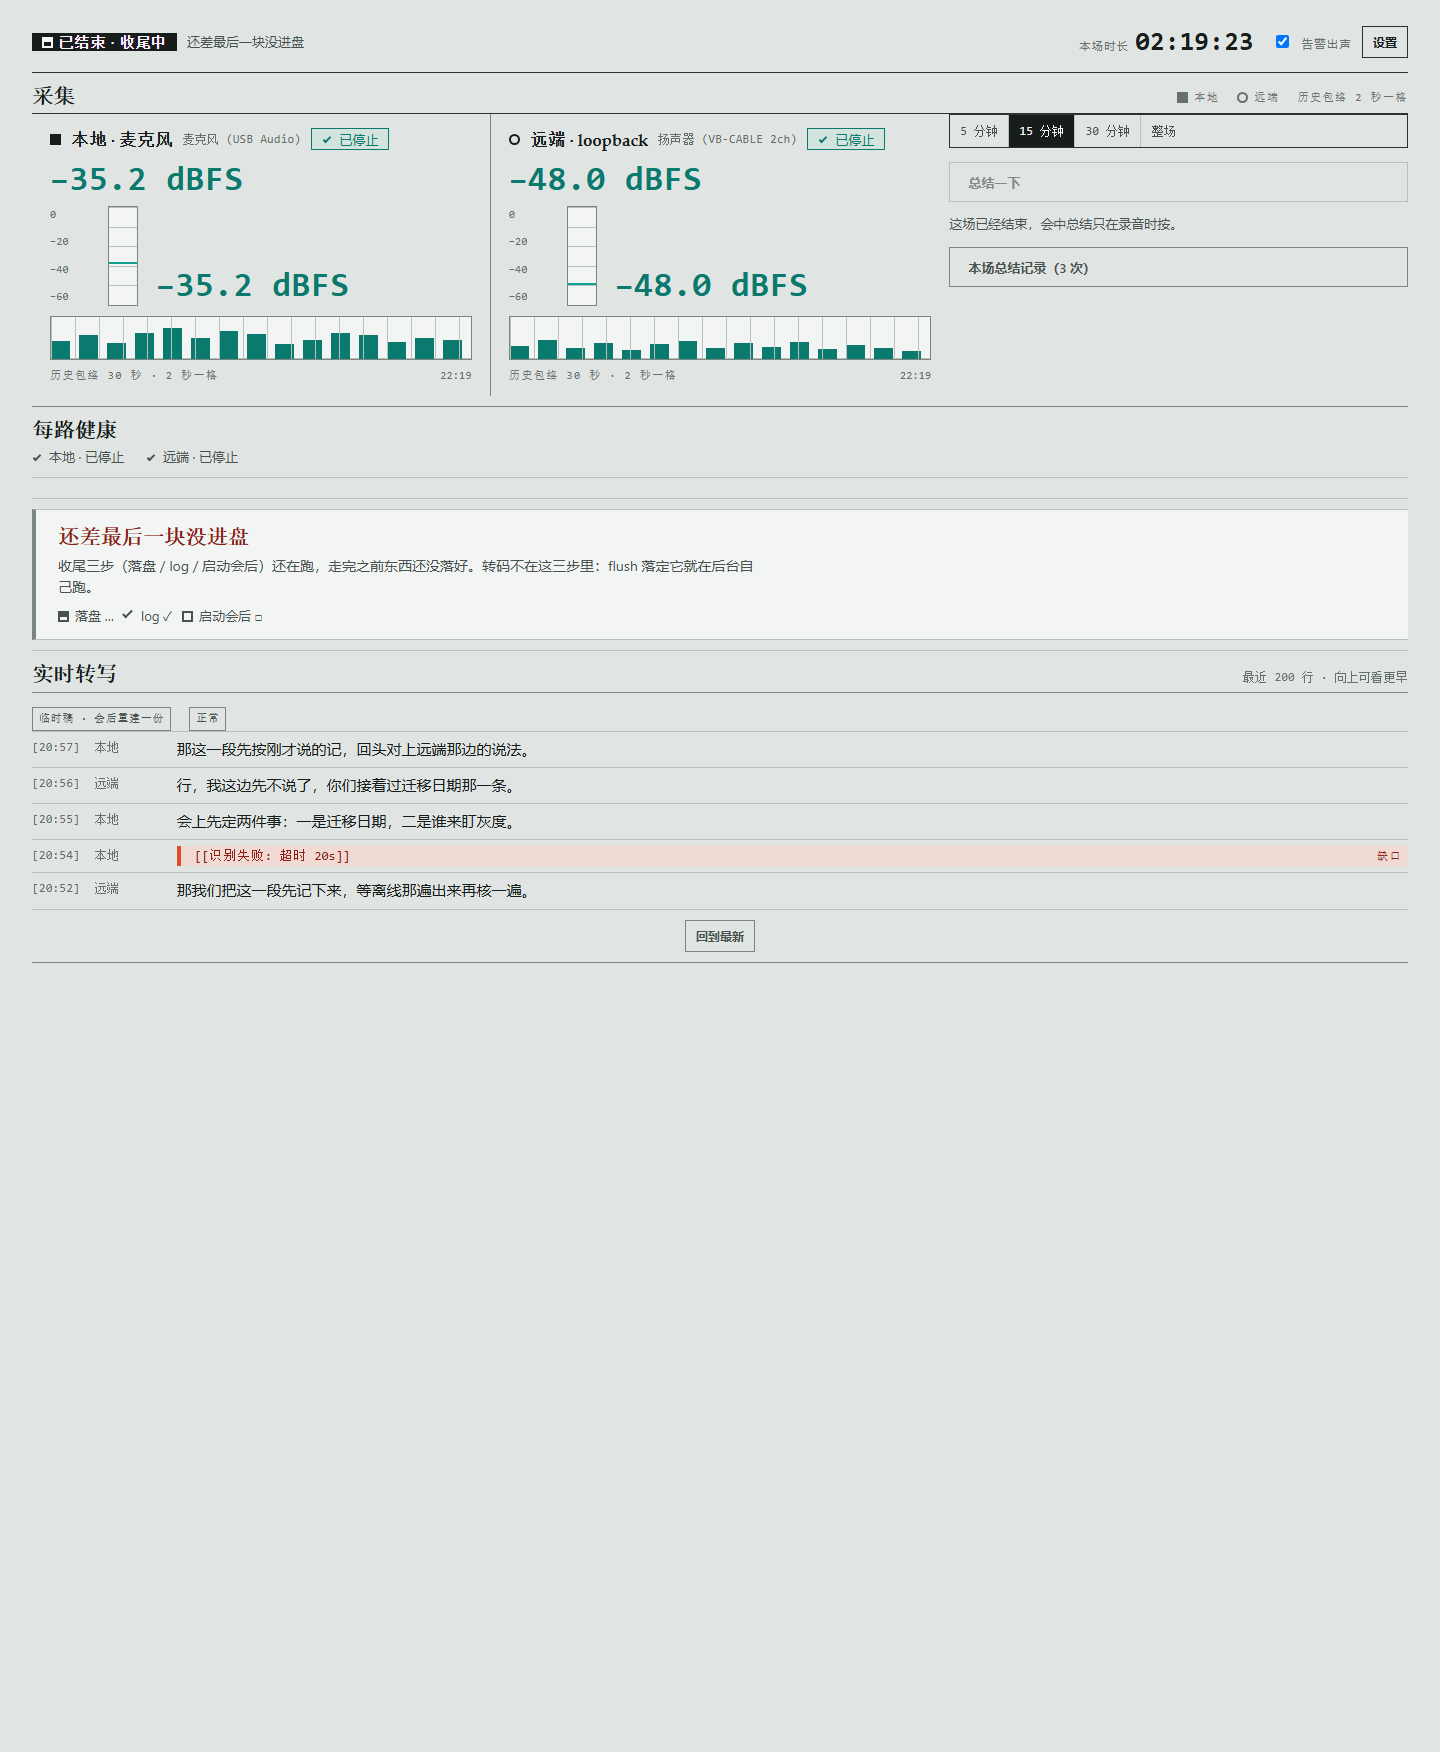 已结束 · 收尾中 还差最后一块没进盘 本场时长 02:19:23 告警出声 设置
采集 本地 远端 历史包络 2 秒一格
本地 · 麦克风 麦克风 (USB Audio) 已停止
-35.2 dBFS
0
-20
-40
-60
-35.2 dBFS
历史包络 30 秒 · 2 秒一格 22:19
远端 · loopback 扬声器 (VB-CABLE 2ch) 已停止
-48.0 dBFS
0
-20
-40
-60
-48.0 dBFS
历史包络 30 秒 · 2 秒一格 22:19
5 分钟 15 分钟 30 分钟 整场
总结一下
这场已经结束，会中总结只在录音时按。
本场总结记录（3 次）
每路健康
✓ 本地 · 已停止 ✓ 远端 · 已停止
还差最后一块没进盘
收尾三步（落盘 / log / 启动会后）还在跑，走完之前东西还没落好。转码不在这三步里：flush 落定它就在后台自
己跑。
落盘 … ✓ log ✓ 启动会后 □
实时转写 最近 200 行 · 向上可看更早
临时稿 · 会后重建一份 正常
[20:57] 本地 那这一段先按刚才说的记，回头对上远端那边的说法。
[20:56] 远端 行，我这边先不说了，你们接着过迁移日期那一条。
[20:55] 本地 会上先定两件事：一是迁移日期，二是谁来盯灰度。
[20:54] 本地 [[识别失败: 超时 20s]] 缺口
[20:52] 远端 那我们把这一段先记下来，等离线那遍出来再核一遍。
回到最新